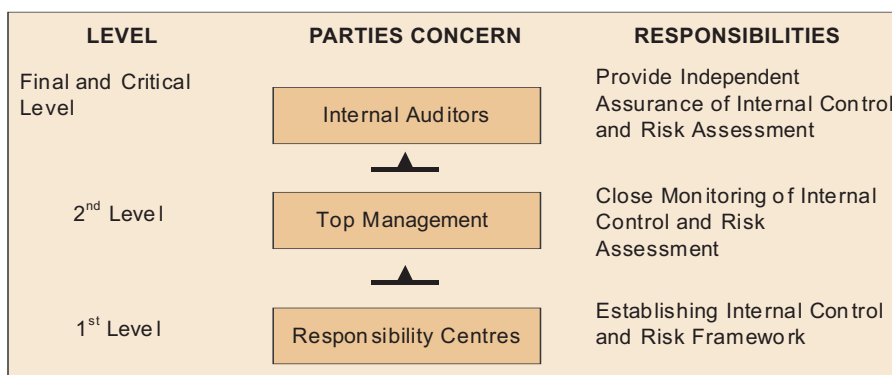 LEVEL PARTIES CONCERN RESPONSIBILITIES
Final and Critical
Level
Internal Auditors
Provide Independent
Assurance of Internal Control
and Risk Assessment
2nd Level
Top Management
Close Monitoring of Internal
Control and Risk
Assessment
1st Level
Responsibility Centres
Establishing Internal Control
and Risk Framework